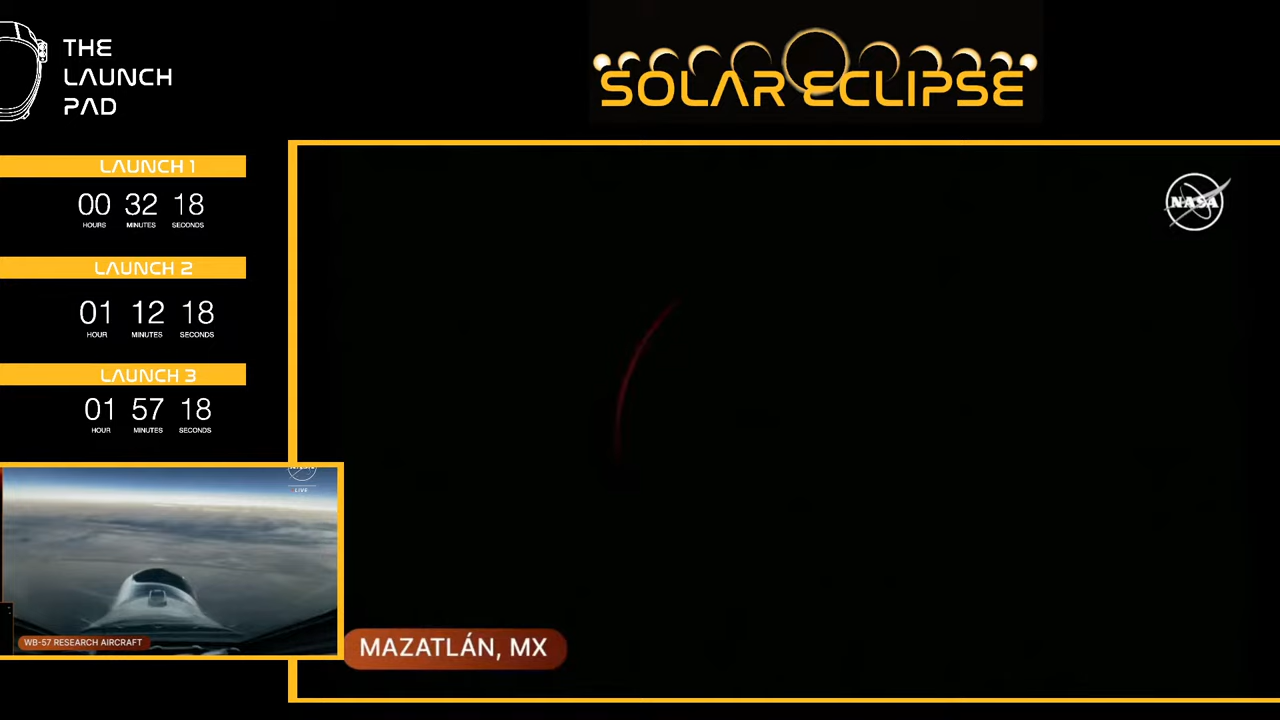 THE
LAUNCH
PAD
SOLAR ECLIPSE
LAUNCH 1
00 32 18
HOURS MINUTES SECONDS
LAUNCH 2
01 12 18
HOUR MINUTES SECONDS
LAUNCH 3
01 57 18
HOUR MINUTES SECONDS
NASA
LIVE
WB-57 RESEARCH AIRCRAFT
MAZATLÁN, MX